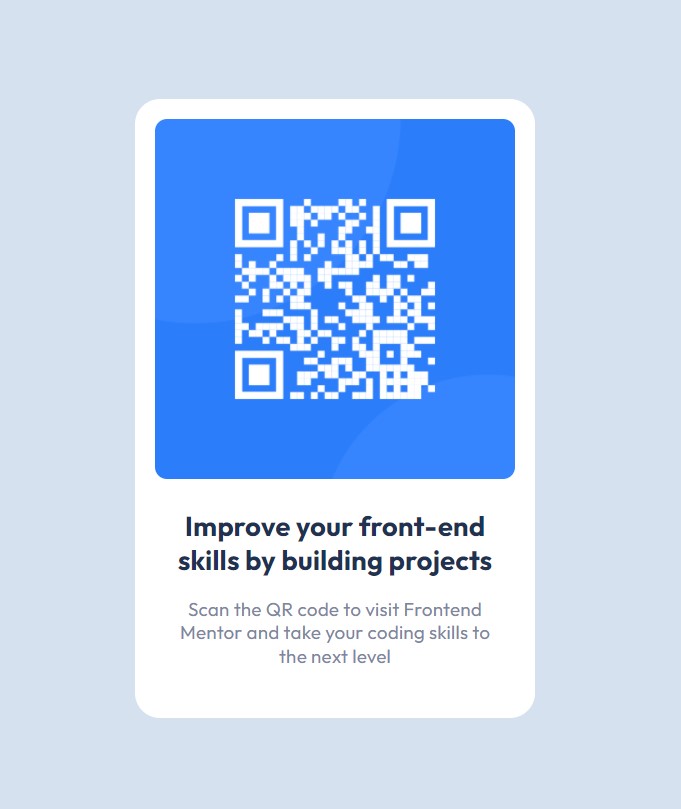 Improve your front-end
skills by building projects
Scan the QR code to visit Frontend
Mentor and take your coding skills to
the next level